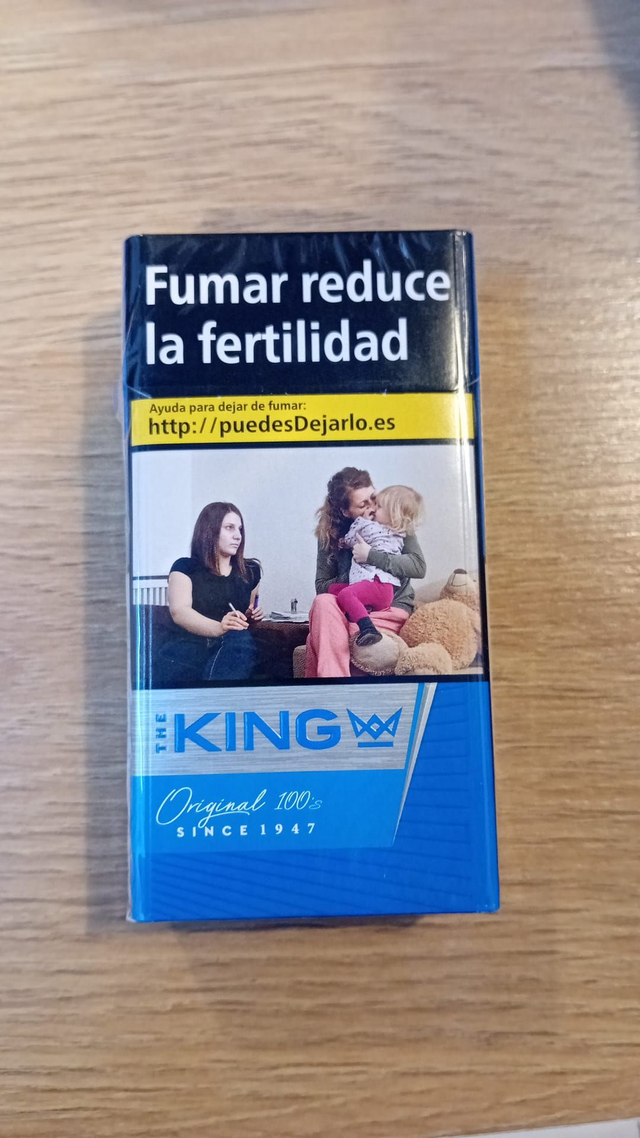 Fumar reduce
la fertilidad
Ayuda para dejar de fumar:
http://puedesDejarlo.es
THE KING
Original 100's
SINCE 1947